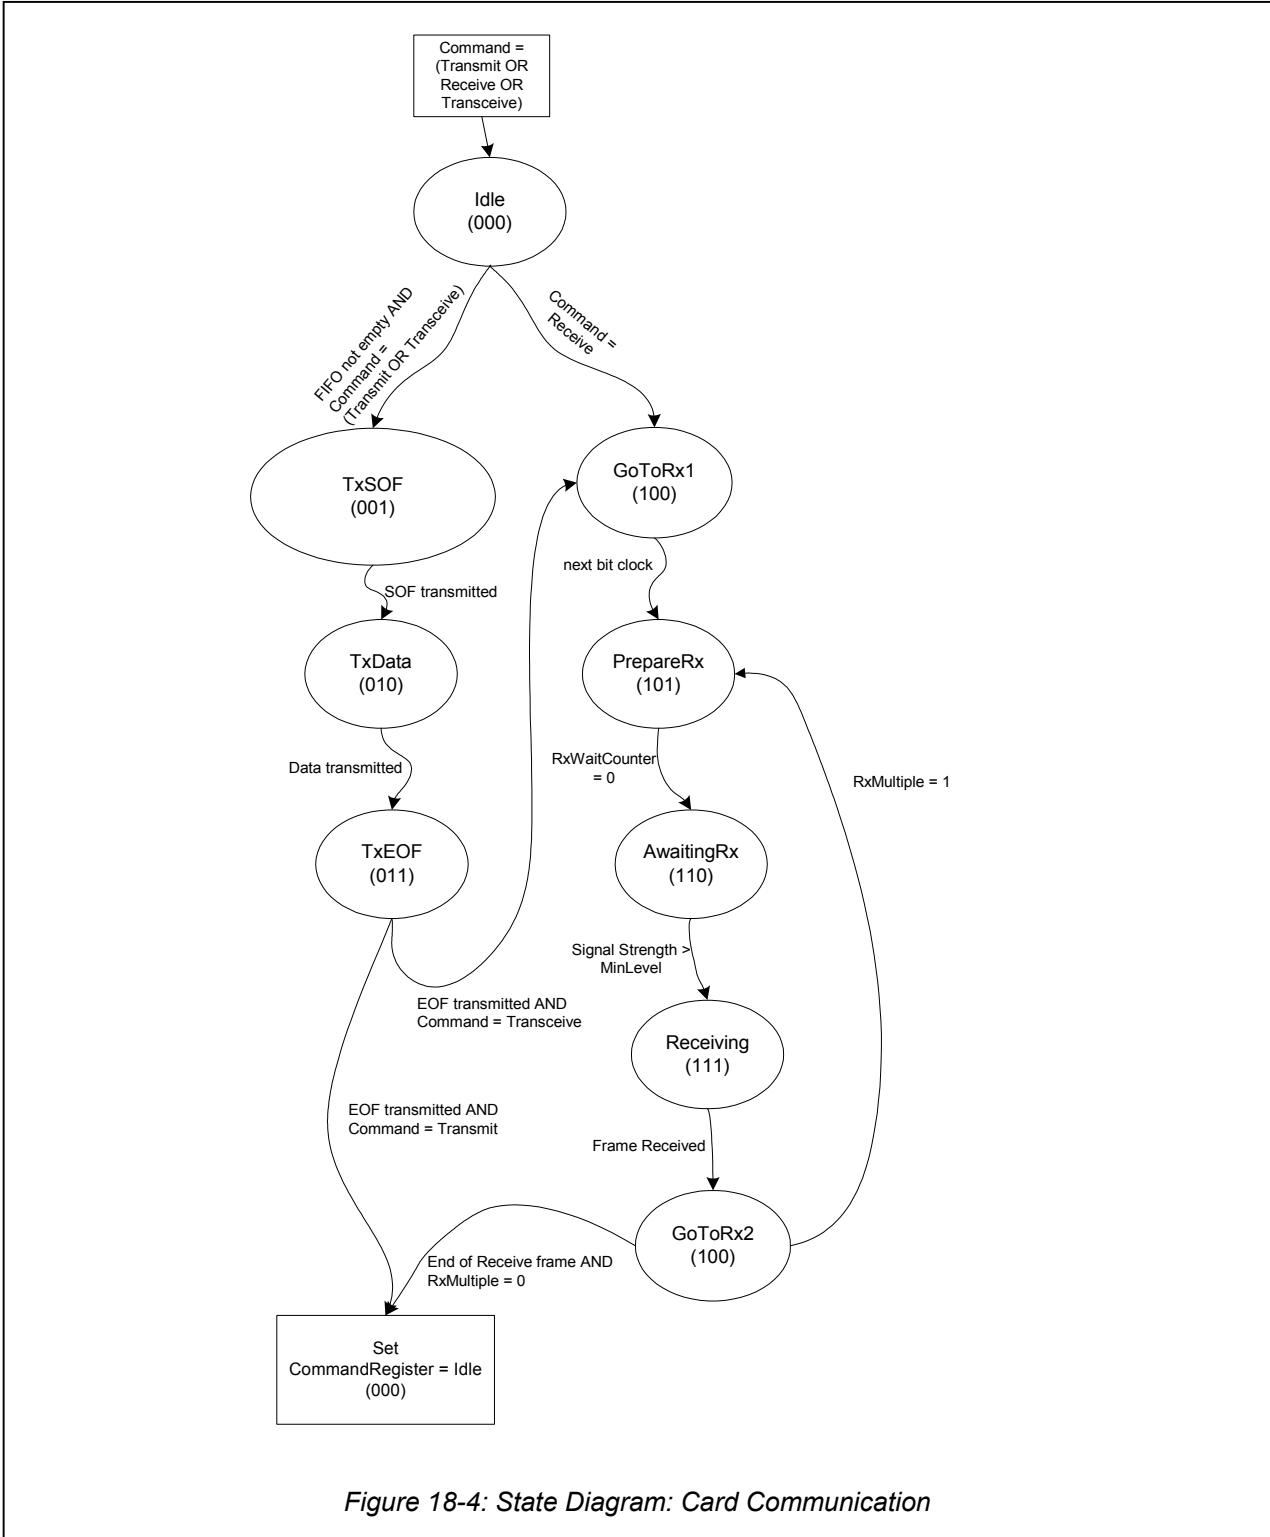 Command =
(Transmit OR
Receive OR
Transceive)
Idle
(000)
FIFO not empty AND
Command =
(Transmit OR Transceive)
Command =
Receive
TxSOF
(001)
GoToRx1
(100)
SOF transmitted
next bit clock
TxData
(010)
PrepareRx
(101)
Data transmitted
RxWaitCounter
= 0
RxMultiple = 1
TxEOF
(011)
AwaitingRx
(110)
Signal Strength >
MinLevel
EOF transmitted AND
Command = Transceive
Receiving
(111)
EOF transmitted AND
Command = Transmit
Frame Received
GoToRx2
(100)
End of Receive frame AND
RxMultiple = 0
Set
CommandRegister = Idle
(000)
Figure 18-4: State Diagram: Card Communication